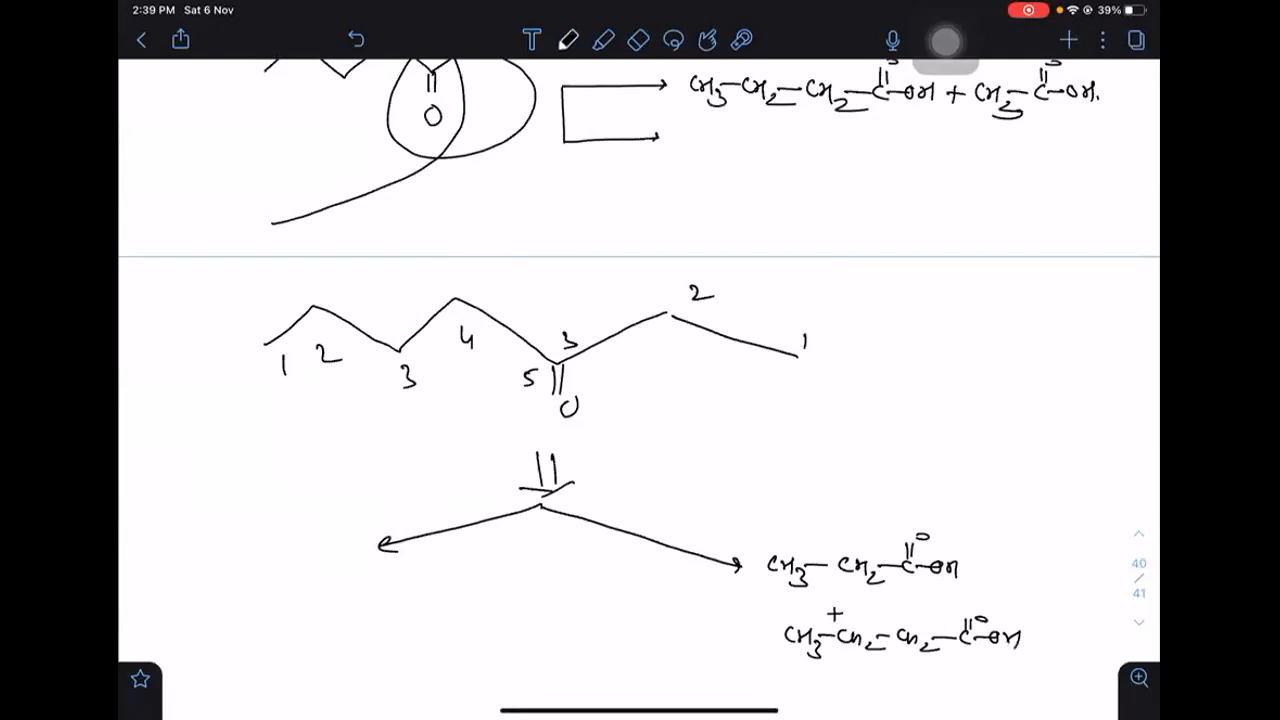 2:39 PM Sat 6 Nov
39%
T
O
CH3-CH2-CH2-C-OH + CH3-C-OH.
2
1 2 3 4 5 3 1
O
CH3-CH2-C-OH
O
+
CH3-CH2-CH2-C-OH
O
40
/
41